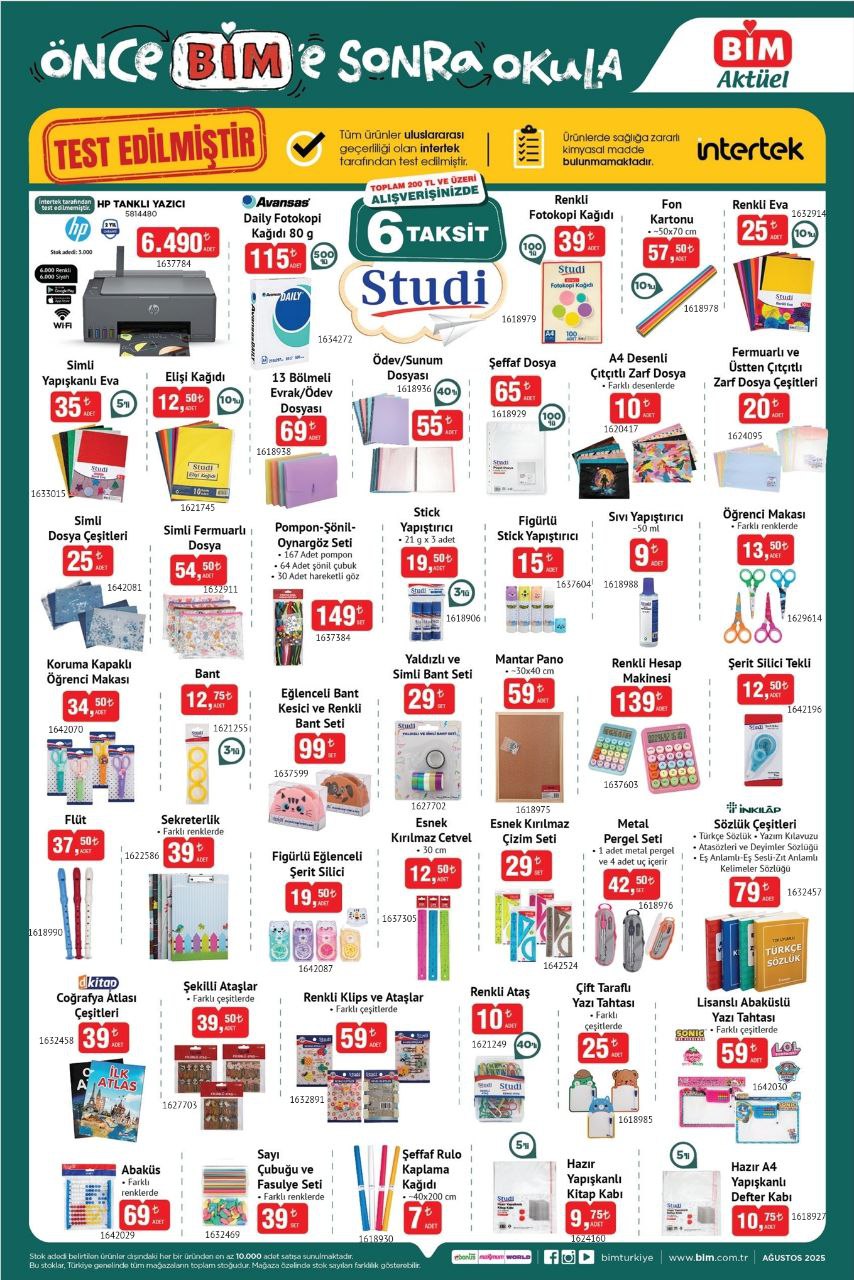 ÖNCE BİM'e SONRA OKULA
BİM
Aktüel
TEST EDİLMİŞTİR
Tüm ürünler uluslararası
geçerliliği olan intertek
tarafından test edilmiştir.
Ürünlerde sağlığa zararlı
kimyasal madde
bulunmamaktadır.
intertek
İntertek tarafından
test edilmemiştir.
HP TANKLI YAZICI
5814480
hp
2 YIL
Stok adedi: 3.000
6.490₺
ADET
1637784
6.000 Renkli
6.000 Siyah
WiFi
Avansas
Daily Fotokopi
Kağıdı 80 g
115₺
ADET
500'lü
1634272
TOPLAM 200 TL VE ÜZERİ
ALIŞVERİŞİNİZDE
6 TAKSİT
Studi
Renkli
Fotokopi Kağıdı
100'lü
39₺
ADET
1618979
Fon
Kartonu
• ~50x70 cm
57,50₺
ADET
10'lu
1618978
Renkli Eva
1632914
25₺
ADET
10'lu
Simli
Yapışkanlı Eva
35₺
ADET
5'li
1633015
Elişi Kağıdı
12,50₺
ADET
10'lu
1621745
13 Bölmeli
Evrak/Ödev
Dosyası
69₺
ADET
1618938
Ödev/Sunum
Dosyası
1618936
40'lı
55₺
ADET
Şeffaf Dosya
65₺
ADET
1618929
100'lü
A4 Desenli
Çıtçıtlı Zarf Dosya
• Farklı desenlerde
10₺
ADET
1620417
Fermuarlı ve
Üstten Çıtçıtlı
Zarf Dosya Çeşitleri
20₺
ADET
1624095
Simli
Dosya Çeşitleri
25₺
ADET
1642081
Simli Fermuarlı
Dosya
54,50₺
ADET
1632911
Pompon-Şönil-
Oynargöz Seti
• 167 Adet pompon
• 64 Adet şönil çubuk
• 30 Adet hareketli göz
149₺
SET
1637384
Stick
Yapıştırıcı
• 21 g x 3 adet
19,50₺
ADET
3'lü
1618906
Figürlü
Stick Yapıştırıcı
15₺
ADET
1637604
Sıvı Yapıştırıcı
~50 ml
9₺
ADET
1618988
Öğrenci Makası
• Farklı renklerde
13,50₺
ADET
1629614
Koruma Kapaklı
Öğrenci Makası
34,50₺
ADET
1642070
Bant
12,75₺
ADET
1621255
3'lü
Eğlenceli Bant
Kesici ve Renkli
Bant Seti
99₺
SET
1637599
Yaldızlı ve
Simli Bant Seti
29₺
SET
1627702
Mantar Pano
• ~30x40 cm
59₺
ADET
1618975
Renkli Hesap
Makinesi
139₺
ADET
1637603
Şerit Silici Tekli
12,50₺
ADET
1642196
Flüt
37,50₺
ADET
1618990
Sekreterlik
• Farklı renklerde
1622586
39₺
ADET
Figürlü Eğlenceli
Şerit Silici
19,50₺
ADET
1642087
Esnek
Kırılmaz Cetvel
• 30 cm
12,50₺
ADET
1637305
Esnek Kırılmaz
Çizim Seti
29₺
SET
1642524
Metal
Pergel Seti
• 1 adet metal pergel
ve 4 adet uç içerir
42,50₺
SET
1618976
İNKILÂP
Sözlük Çeşitleri
• Türkçe Sözlük • Yazım Kılavuzu
• Atasözleri ve Deyimler Sözlüğü
• Eş Anlamlı-Eş Sesli-Zıt Anlamlı
Kelimeler Sözlüğü
79₺
ADET
1632457
TÜRKÇE
SÖZLÜK
dkitap
Coğrafya Atlası
Çeşitleri
1632458
39₺
ADET
İLK
ATLAS
Şekilli Ataşlar
• Farklı çeşitlerde
39,50₺
ADET
1627703
Renkli Klips ve Ataşlar
• Farklı çeşitlerde
59₺
ADET
1632891
Renkli Ataş
10₺
ADET
1621249
40'lı
Çift Taraflı
Yazı Tahtası
• Farklı
çeşitlerde
25₺
ADET
1618985
Lisanslı Abaküslü
Yazı Tahtası
• Farklı çeşitlerde
SONIC
59₺
ADET
LOL
1642030
Abaküs
• Farklı
renklerde
69₺
ADET
1642029
Sayı
Çubuğu ve
Fasulye Seti
• Farklı renklerde
39₺
SET
1632469
Şeffaf Rulo
Kaplama
Kağıdı
• ~40x200 cm
7₺
ADET
1618930
5'li
Hazır
Yapışkanlı
Kitap Kabı
9,75₺
ADET
1624160
5'li
Hazır A4
Yapışkanlı
Defter Kabı
10,75₺
ADET
1618927
Stok adedi belirtilen ürünler dışındaki her bir üründen en az 10.000 adet satışa sunulmaktadır.
Bu stoklar, Türkiye genelinde tüm mağazaların toplam stoğudur. Mağaza özelinde stok sayıları farklılık gösterebilir.
bonus maximum WORLD
bimturkiye
www.bim.com.tr
AĞUSTOS 2025